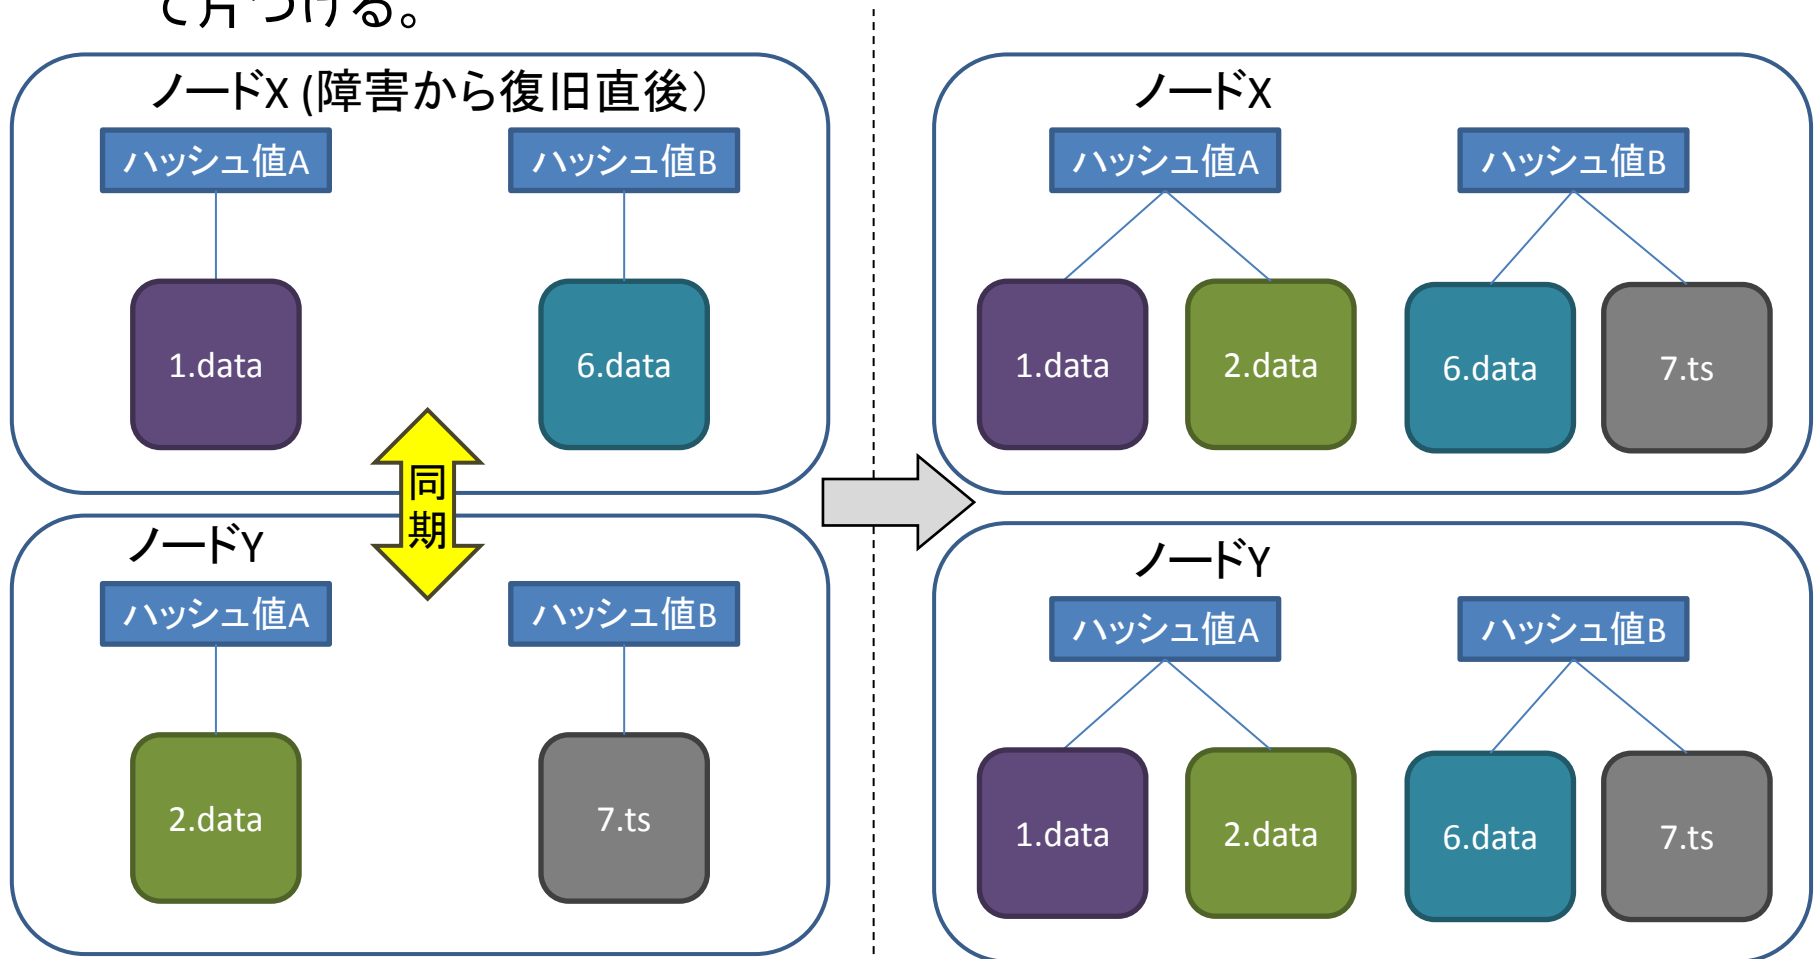 て片づける。
ノードX (障害から復旧直後）
ハッシュ値A
ハッシュ値B
1.data
6.data
同期
ノードY
ハッシュ値A
ハッシュ値B
2.data
7.ts
ノードX
ハッシュ値A
ハッシュ値B
1.data
2.data
6.data
7.ts
ノードY
ハッシュ値A
ハッシュ値B
1.data
2.data
6.data
7.ts